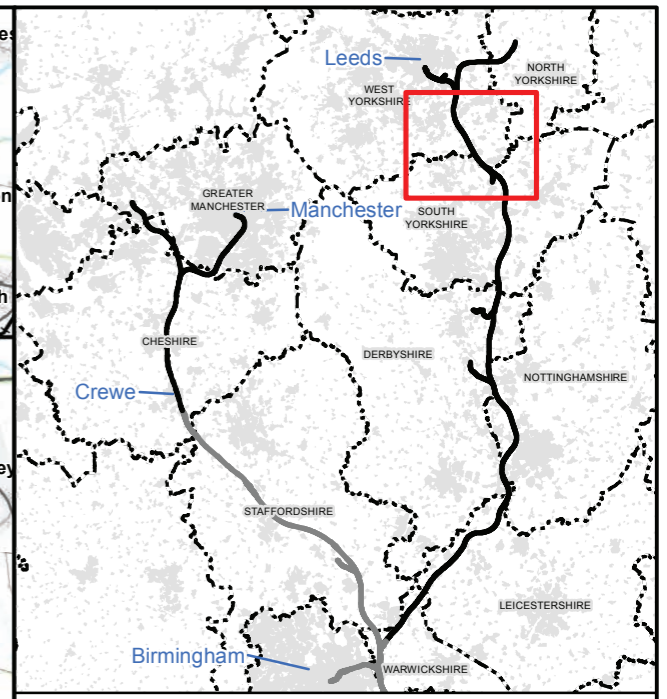 Leeds
NORTH
YORKSHIRE
WEST
YORKSHIRE
GREATER
MANCHESTER
Manchester
SOUTH
YORKSHIRE
CHESHIRE
DERBYSHIRE
NOTTINGHAMSHIRE
Crewe
STAFFORDSHIRE
LEICESTERSHIRE
Birmingham
WARWICKSHIRE